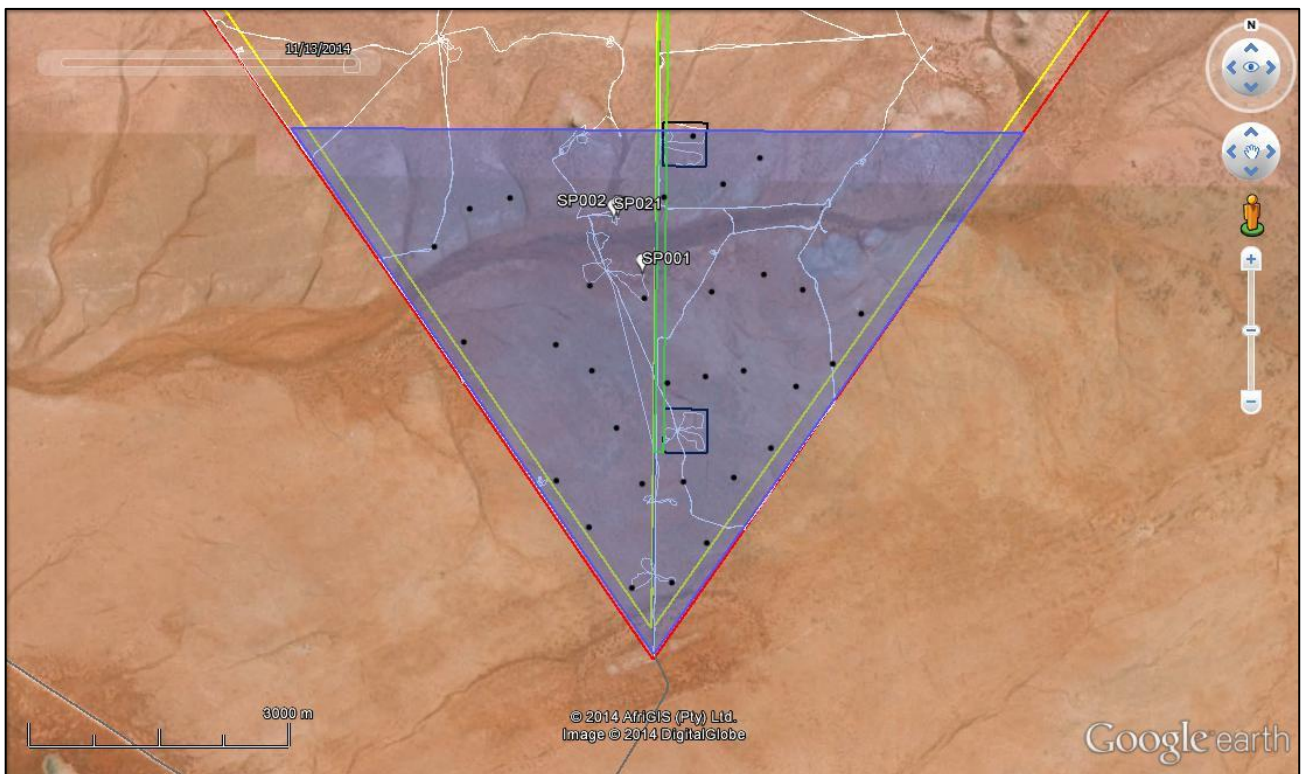 N
11/13/2014
SP002
SP021
SP001
3000 m
© 2014 AfriGIS (Pty) Ltd.
Image © 2014 DigitalGlobe
Google earth